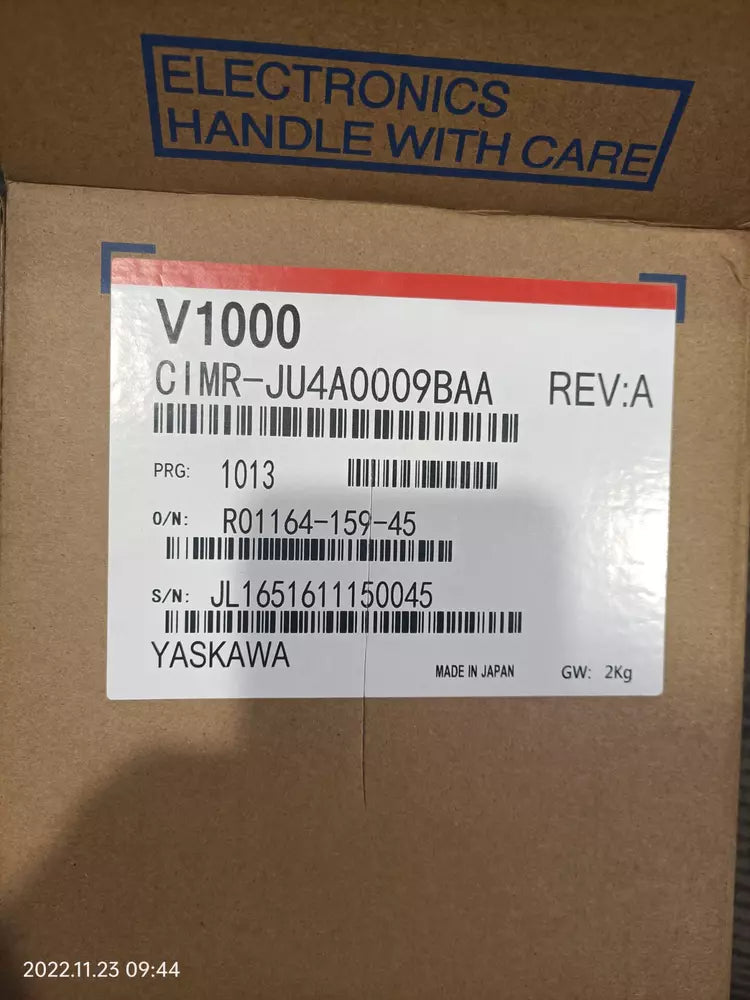 ELECTRONICS
HANDLE WITH CARE
V1000
CIMR-JU4A0009BAA REV:A
PRG: 1013
O/N: R01164-159-45
S/N: JL1651611150045
YASKAWA
MADE IN JAPAN GW: 2Kg
2022.11.23 09:44